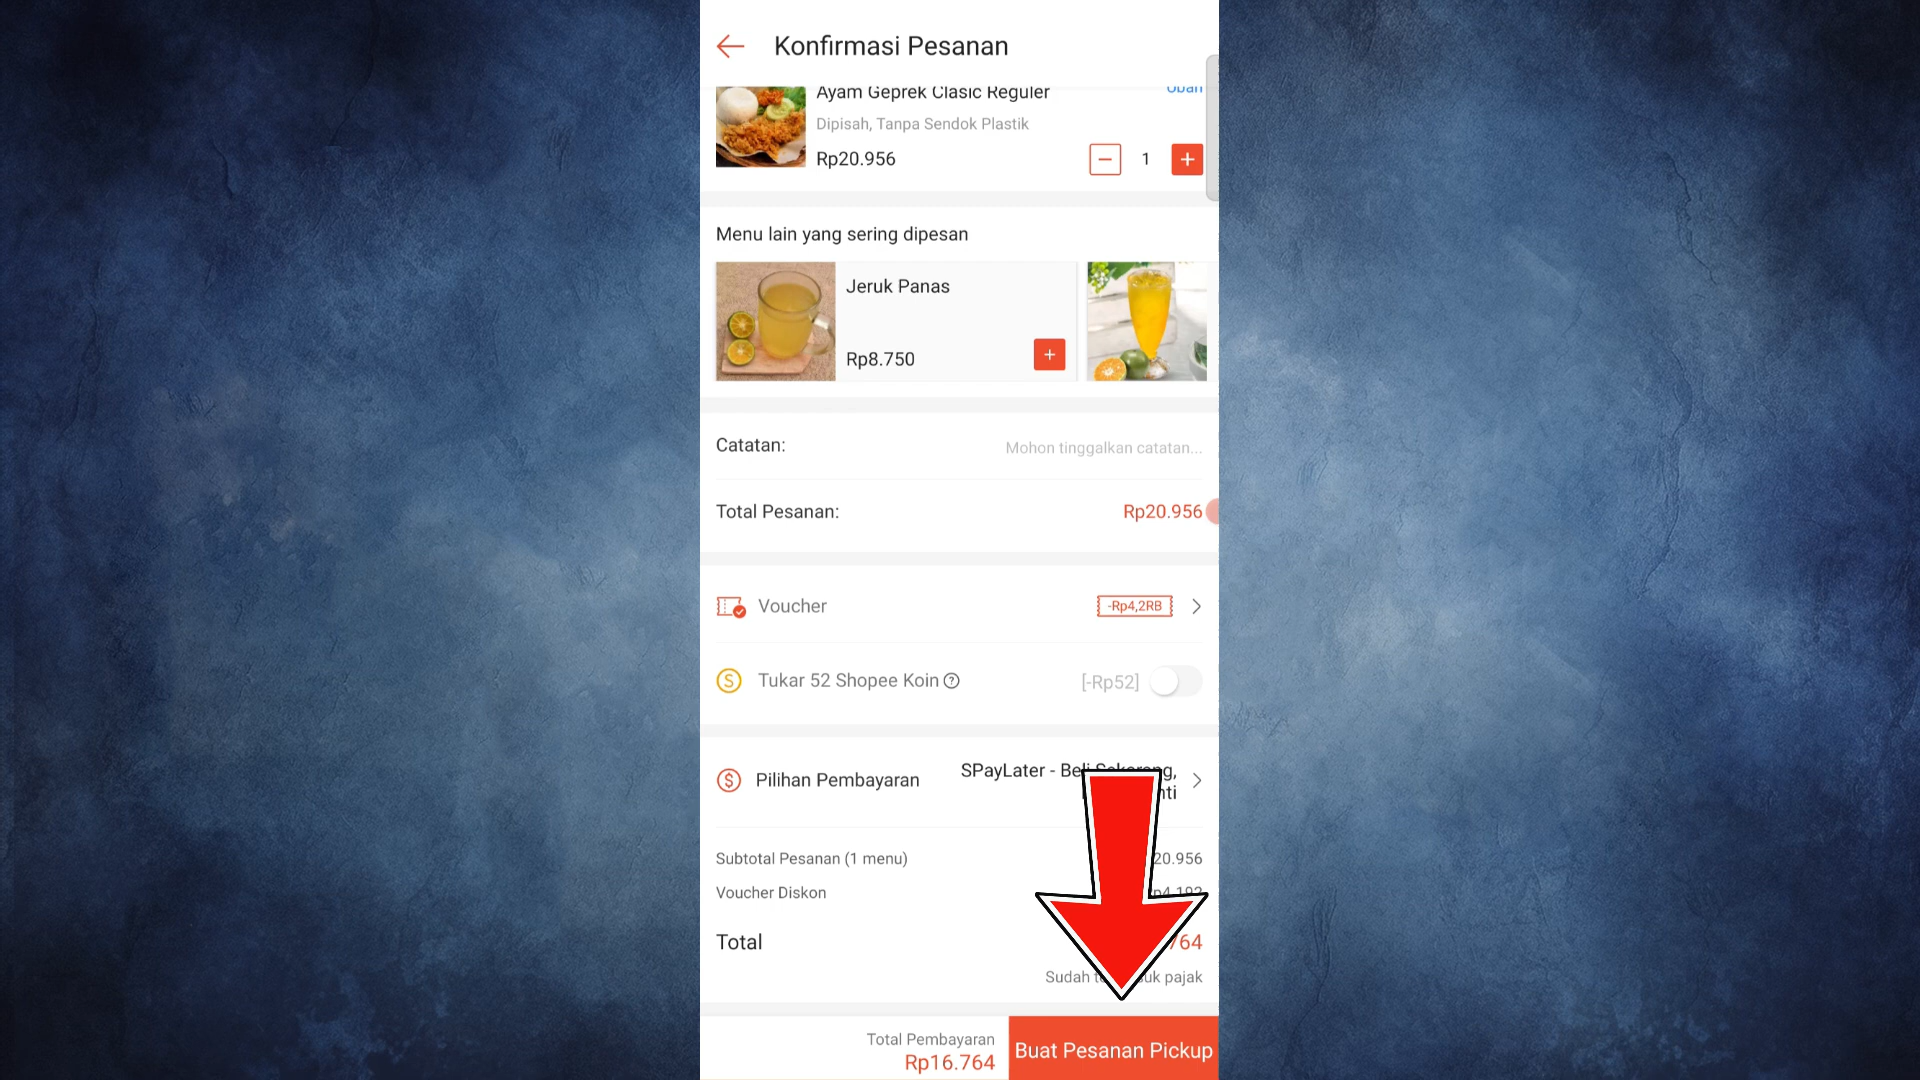 Konfirmasi Pesanan
Ayam Geprek Clasic Reguler
Ubah
Dipisah, Tanpa Sendok Plastik
Rp20.956
1
Menu lain yang sering dipesan
Jeruk Panas
Rp8.750
Catatan:
Mohon tinggalkan catatan...
Total Pesanan:
Rp20.956
Voucher
-Rp4,2RB
Tukar 52 Shopee Koin
[-Rp52]
Pilihan Pembayaran
SPayLater - Beli Sekarang,
Subtotal Pesanan (1 menu)
20.956
Voucher Diskon
Rp4.192
Total
764
Sudah termasuk pajak
Total Pembayaran
Rp16.764
Buat Pesanan Pickup